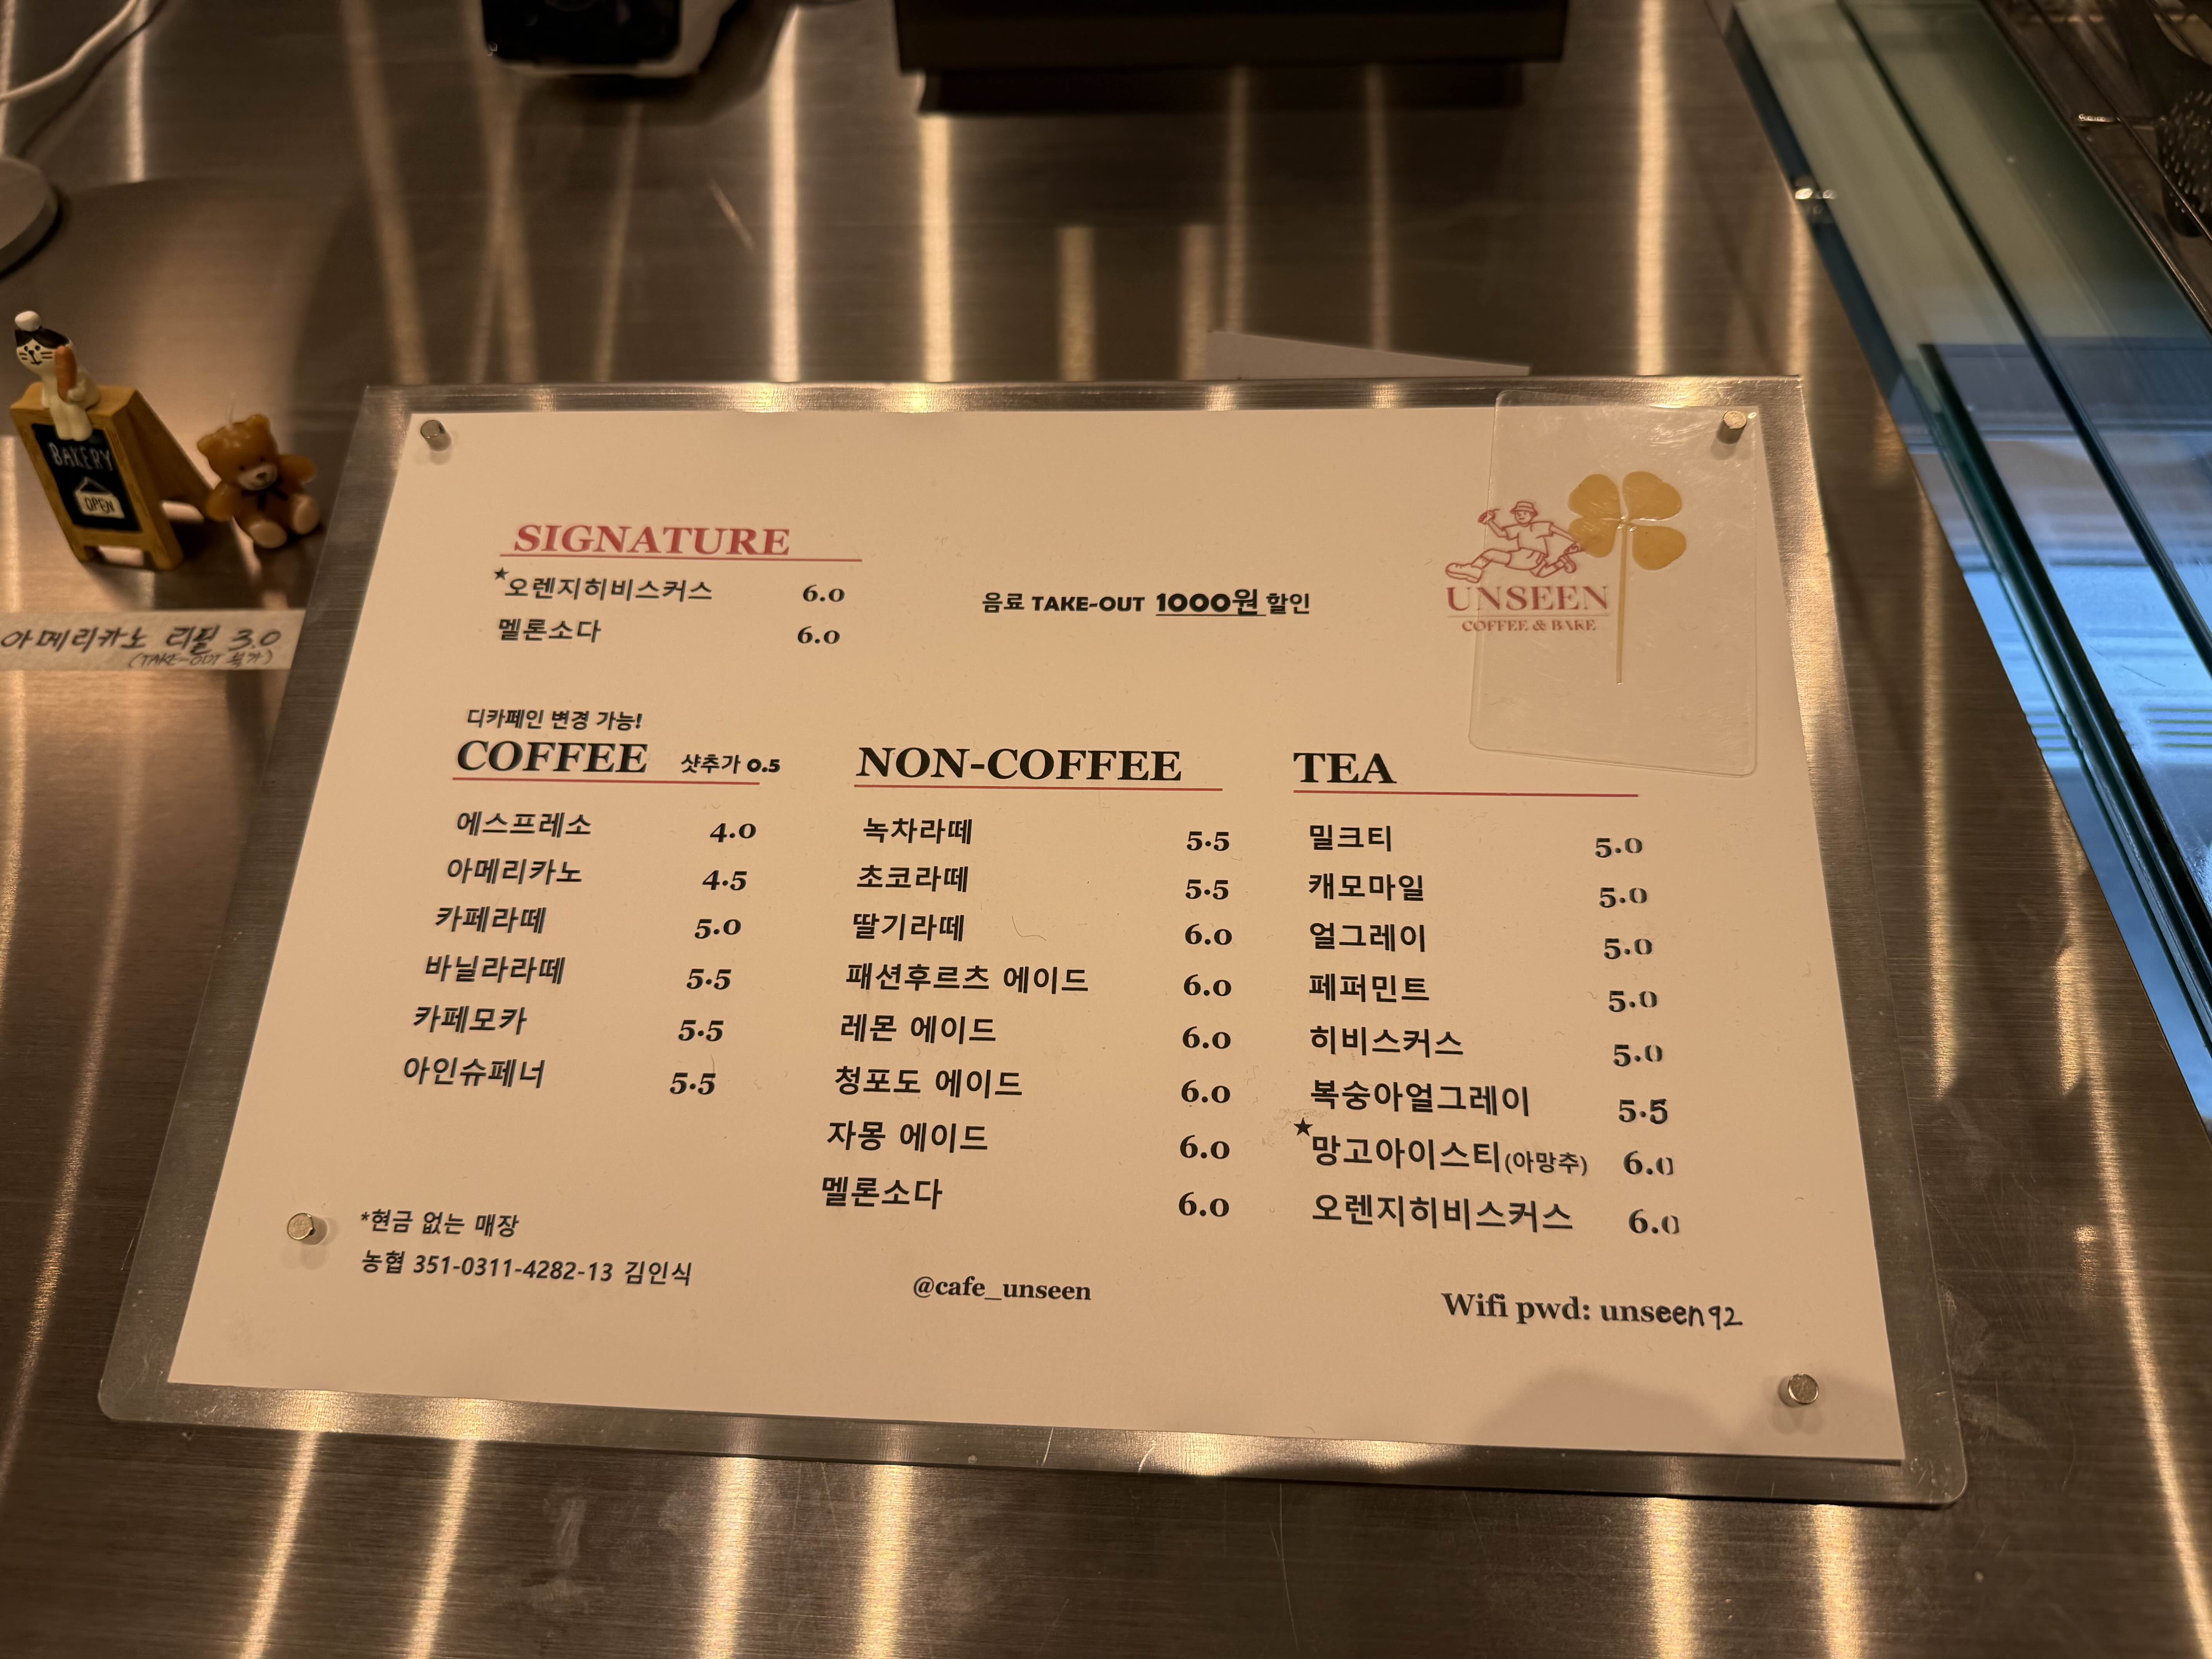 BAKERY
OPEN
아메리카노 리필 3.0
(TAKE-OUT 불가)
SIGNATURE
★오렌지히비스커스 6.0
멜론소다 6.0
음료 TAKE-OUT 1000원 할인
UNSEEN
COFFEE & BAKE
디카페인 변경 가능!
COFFEE 샷추가 0.5
에스프레소 4.0
아메리카노 4.5
카페라떼 5.0
바닐라라떼 5.5
카페모카 5.5
아인슈페너 5.5
NON-COFFEE
녹차라떼 5.5
초코라떼 5.5
딸기라떼 6.0
패션후르츠 에이드 6.0
레몬 에이드 6.0
청포도 에이드 6.0
자몽 에이드 6.0
멜론소다 6.0
TEA
밀크티 5.0
캐모마일 5.0
얼그레이 5.0
페퍼민트 5.0
히비스커스 5.0
복숭아얼그레이 5.5
★망고아이스티(아망추) 6.0
오렌지히비스커스 6.0
*현금 없는 매장
농협 351-0311-4282-13 김인식
@cafe_unseen
Wifi pwd: unseen92